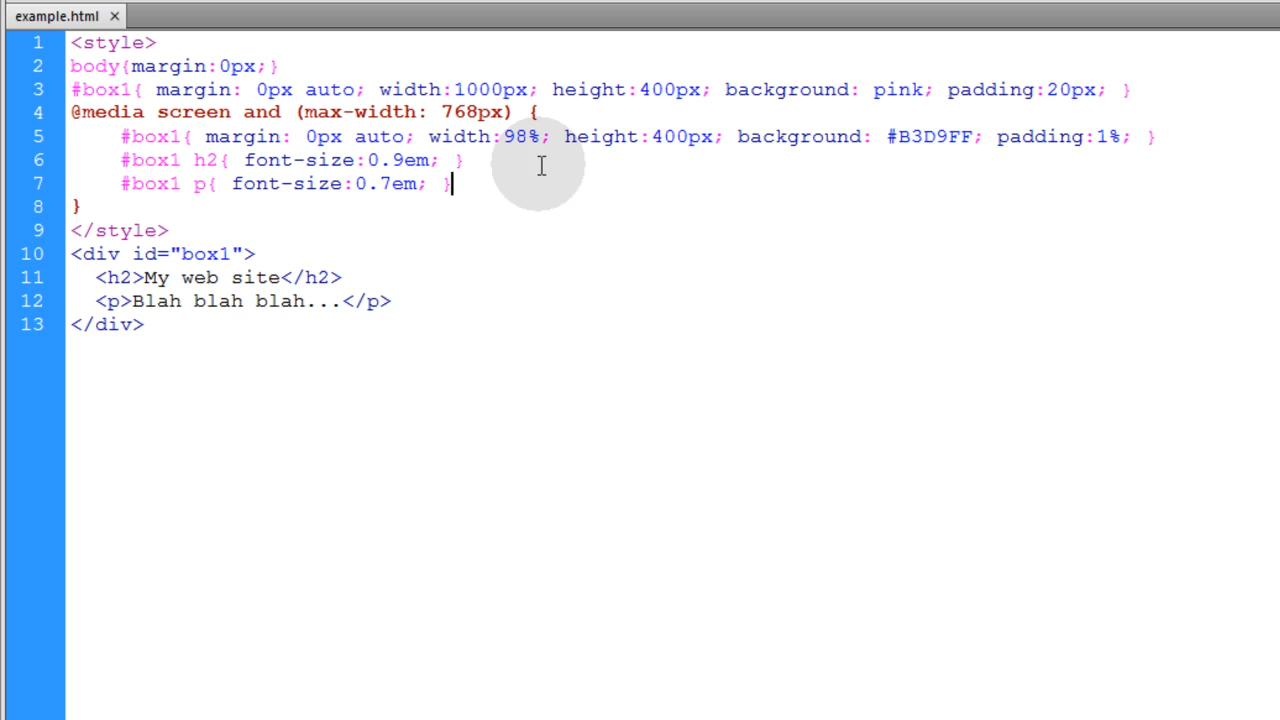 example.html ×
1 <style>
2 body{margin:0px;}
3 #box1{ margin: 0px auto; width:1000px; height:400px; background: pink; padding:20px; }
4 @media screen and (max-width: 768px) {
5     #box1{ margin: 0px auto; width:98%; height:400px; background: #B3D9FF; padding:1%; }
6     #box1 h2{ font-size:0.9em; }
7     #box1 p{ font-size:0.7em; }
8 }
9 </style>
10 <div id="box1">
11   <h2>My web site</h2>
12   <p>Blah blah blah...</p>
13 </div>